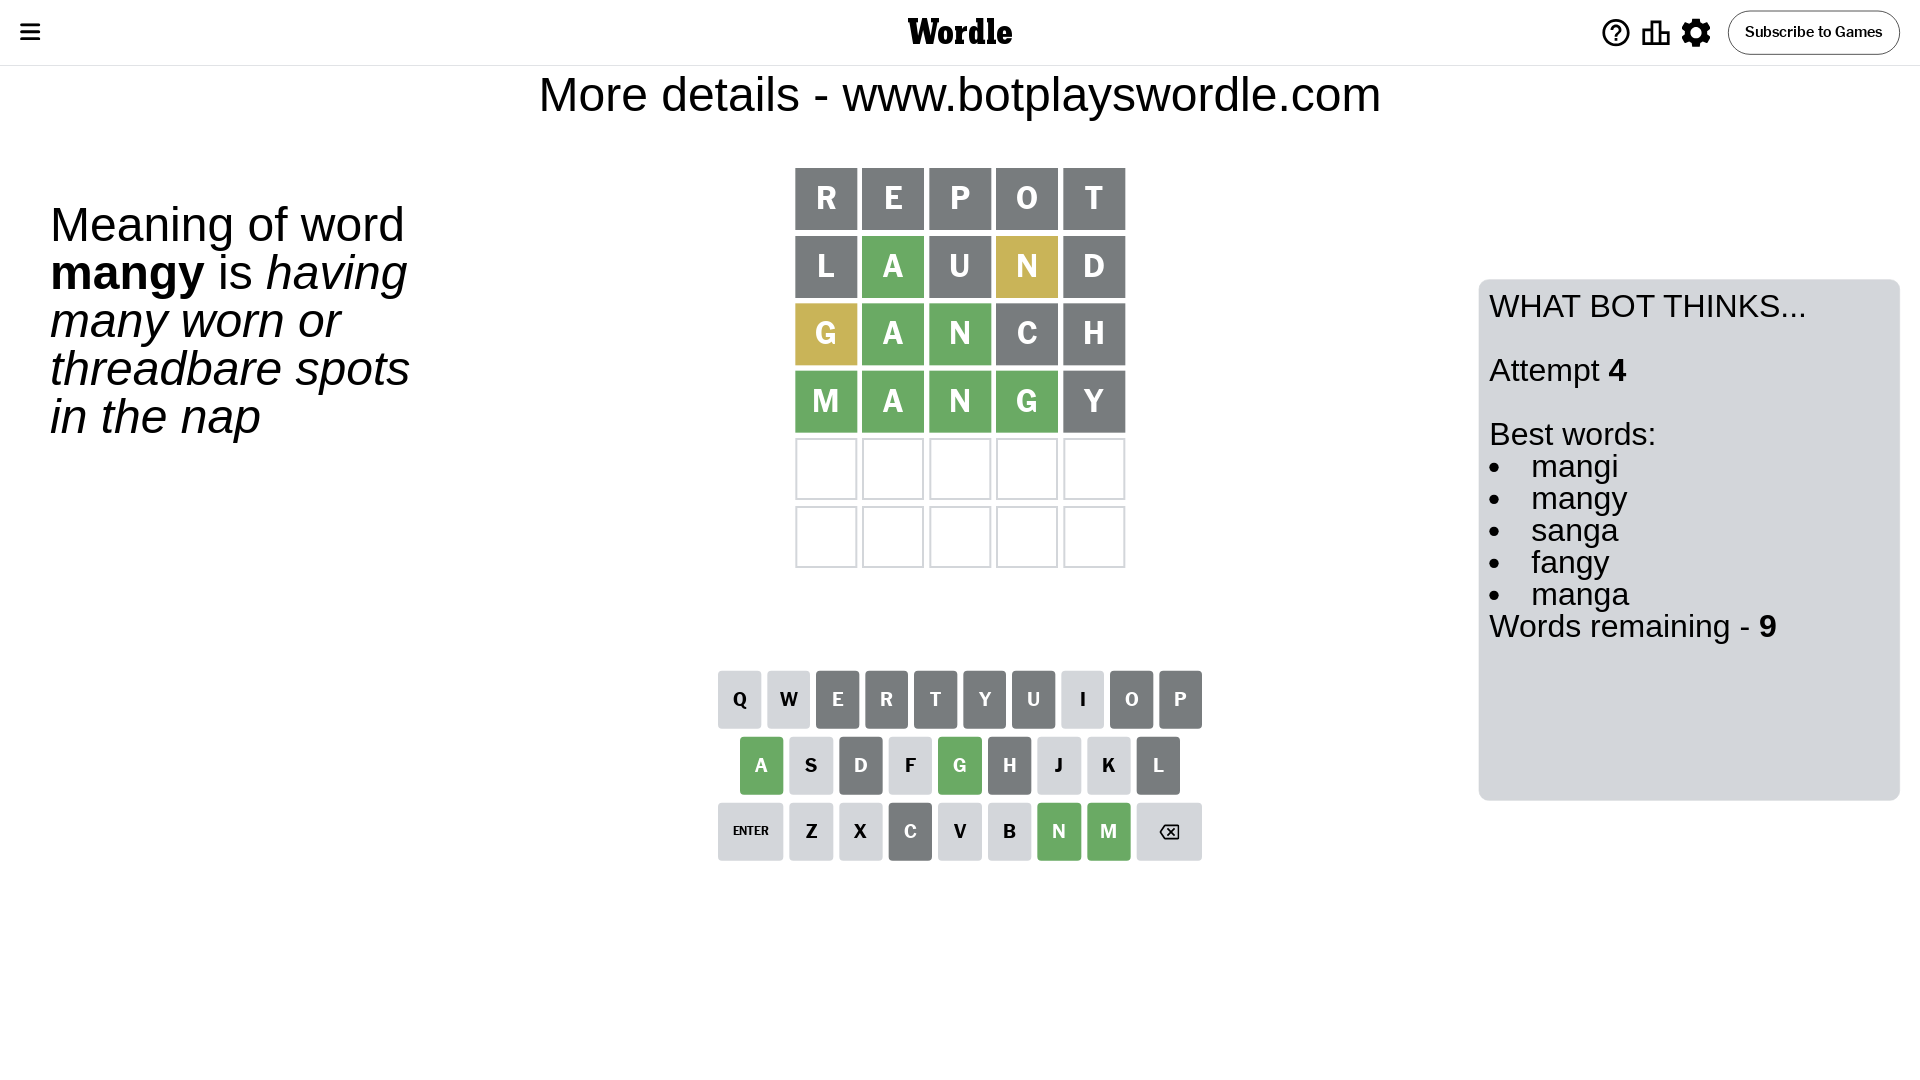 Wordle
Subscribe to Games
More details - www.botplayswordle.com
Meaning of word
mangy is having
many worn or
threadbare spots
in the nap
R E P O T
L A U N D
G A N C H
M A N G Y
WHAT BOT THINKS...
Attempt 4
Best words:
• mangi
• mangy
• sanga
• fangy
• manga
Words remaining - 9
Q W E R T Y U I O P
A S D F G H J K L
ENTER Z X C V B N M